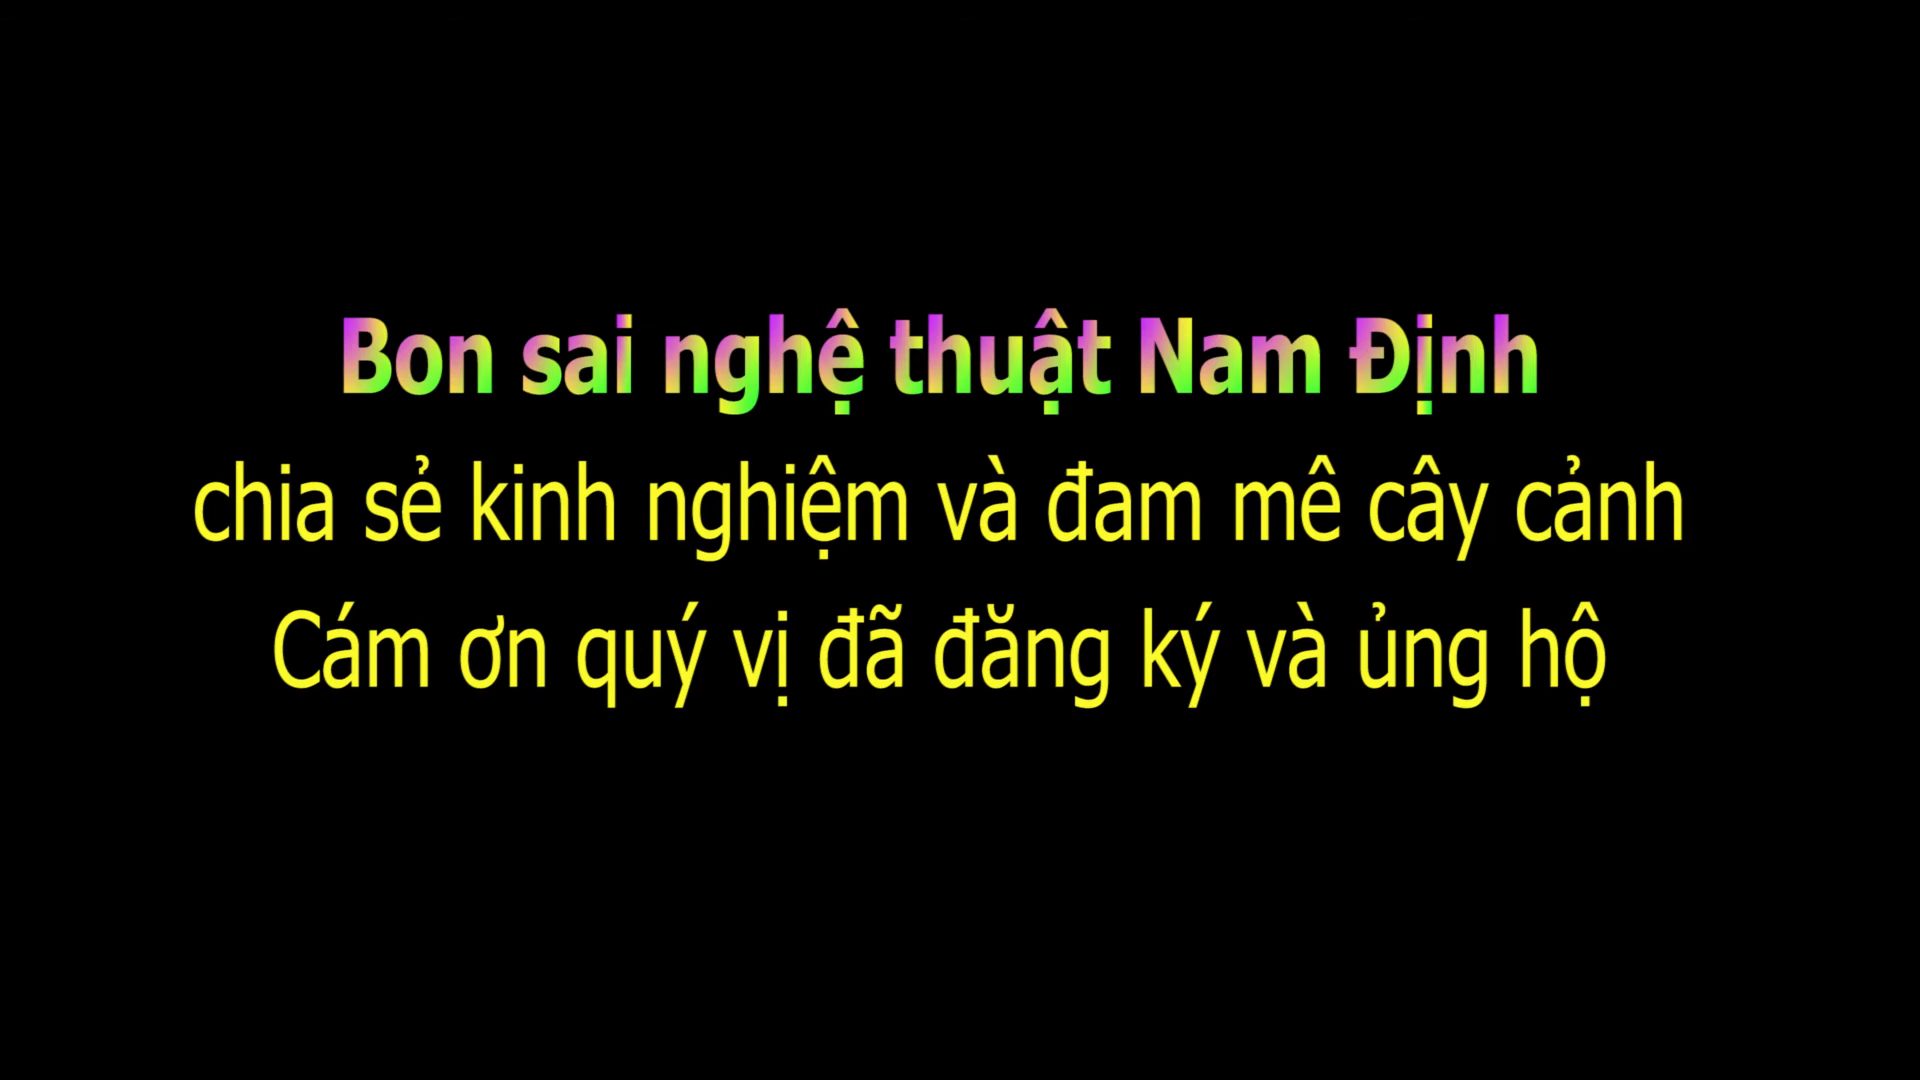 Bon sai nghệ thuật Nam Định
chia sẻ kinh nghiệm và đam mê cây cảnh
Cám ơn quý vị đã đăng ký và ủng hộ